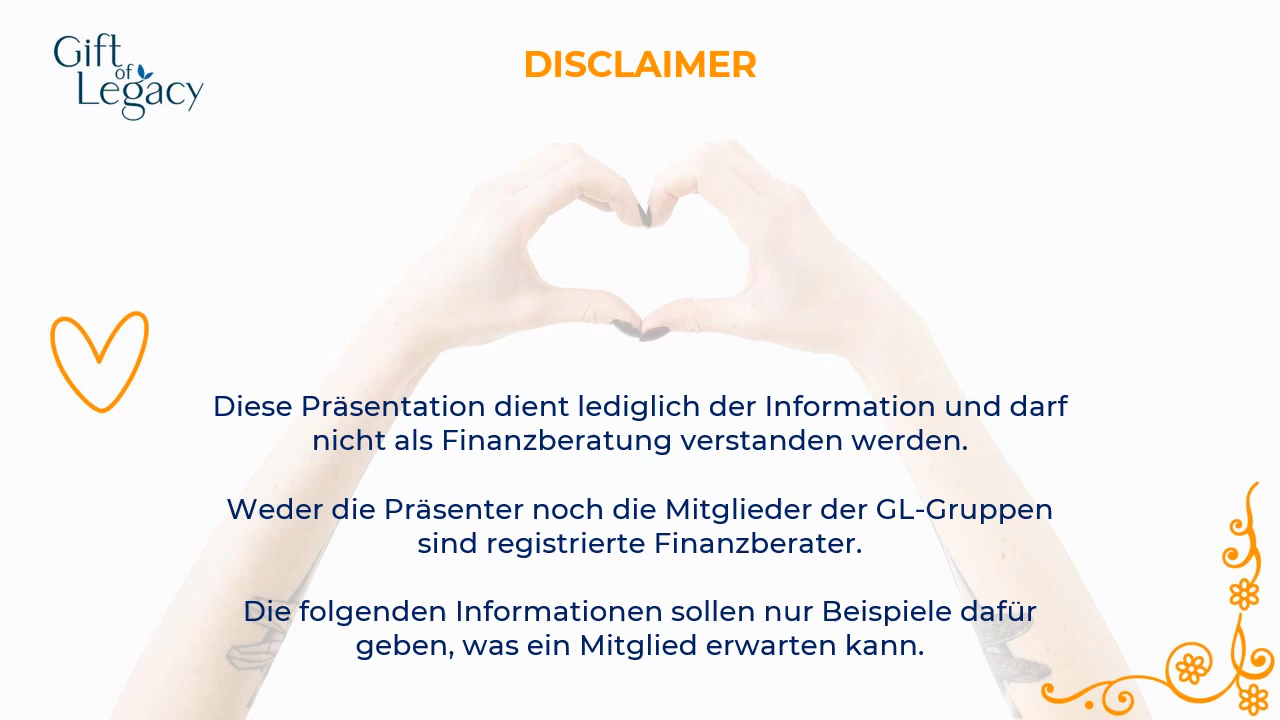 Gift
of
Legacy
DISCLAIMER
Diese Präsentation dient lediglich der Information und darf
nicht als Finanzberatung verstanden werden.
Weder die Präsenter noch die Mitglieder der GL-Gruppen
sind registrierte Finanzberater.
Die folgenden Informationen sollen nur Beispiele dafür
geben, was ein Mitglied erwarten kann.